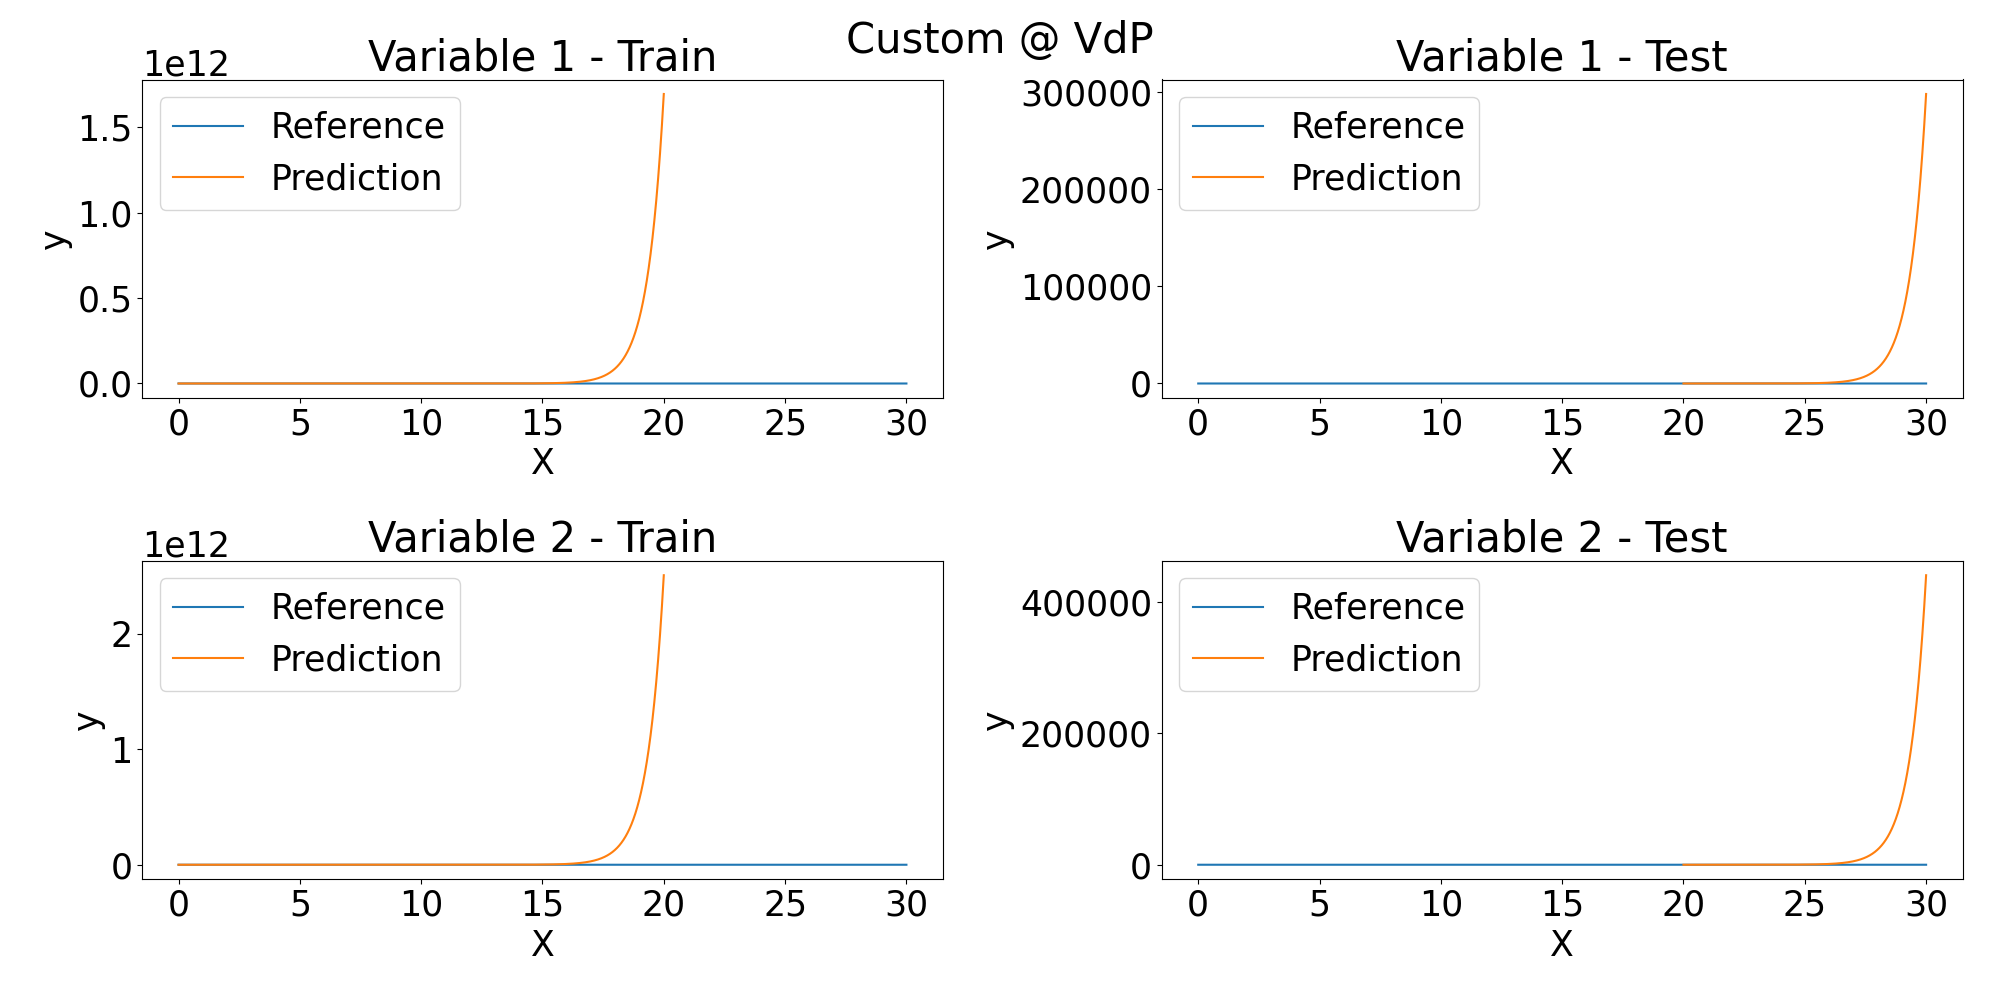 Custom @ VdP
Variable 1 - Train
1e12
Reference
Prediction
y
1.5
1.0
0.5
0.0
0 5 10 15 20 25 30
X
Variable 1 - Test
Reference
Prediction
y
300000
200000
100000
0
0 5 10 15 20 25 30
X
Variable 2 - Train
1e12
Reference
Prediction
y
2
1
0
0 5 10 15 20 25 30
X
Variable 2 - Test
Reference
Prediction
y
400000
200000
0
0 5 10 15 20 25 30
X